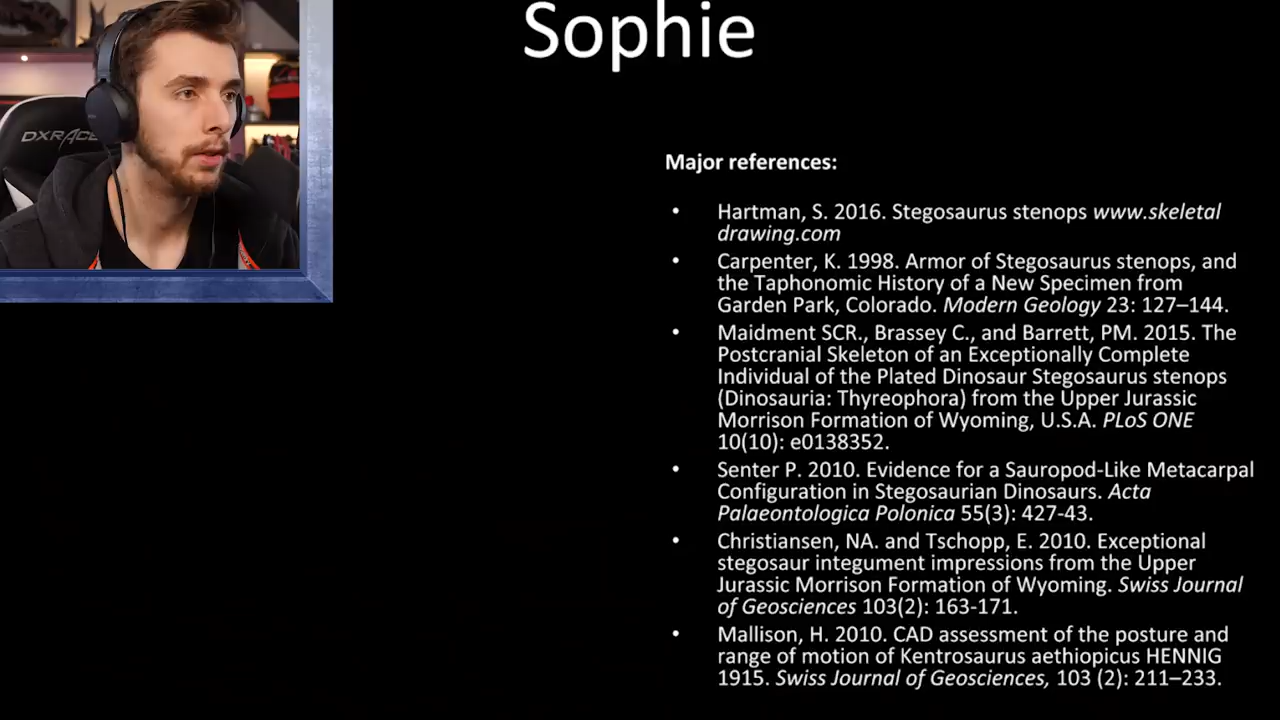 Sophie
DXRACE
Major references:
• Hartman, S. 2016. Stegosaurus stenops www.skeletal
drawing.com
• Carpenter, K. 1998. Armor of Stegosaurus stenops, and
the Taphonomic History of a New Specimen from
Garden Park, Colorado. Modern Geology 23: 127–144.
• Maidment SCR., Brassey C., and Barrett, PM. 2015. The
Postcranial Skeleton of an Exceptionally Complete
Individual of the Plated Dinosaur Stegosaurus stenops
(Dinosauria: Thyreophora) from the Upper Jurassic
Morrison Formation of Wyoming, U.S.A. PLoS ONE
10(10): e0138352.
• Senter P. 2010. Evidence for a Sauropod-Like Metacarpal
Configuration in Stegosaurian Dinosaurs. Acta
Palaeontologica Polonica 55(3): 427-43.
• Christiansen, NA. and Tschopp, E. 2010. Exceptional
stegosaur integument impressions from the Upper
Jurassic Morrison Formation of Wyoming. Swiss Journal
of Geosciences 103(2): 163-171.
• Mallison, H. 2010. CAD assessment of the posture and
range of motion of Kentrosaurus aethiopicus HENNIG
1915. Swiss Journal of Geosciences, 103 (2): 211–233.